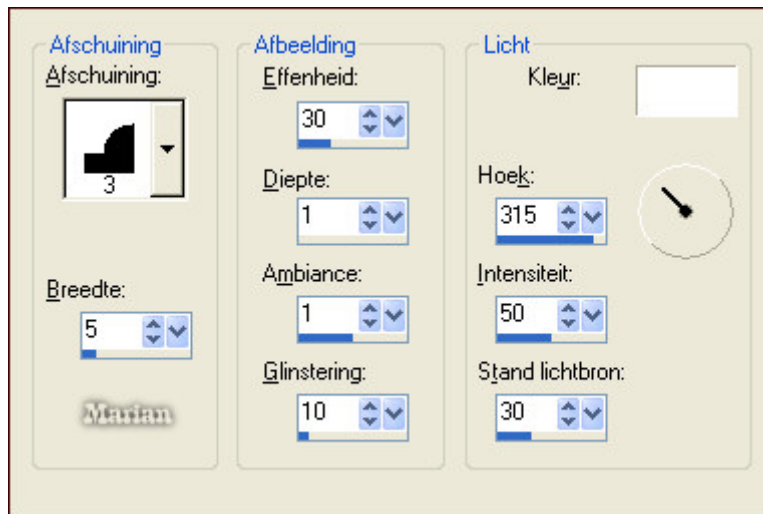 Afschuining
Afschuining:
3
Breedte:
5
Marian
Afbeelding
Effenheid:
30
Diepte:
1
Ambiance:
1
Glinstering:
10
Licht
Kleur:
Hoek:
315
Intensiteit:
50
Stand lichtbron:
30